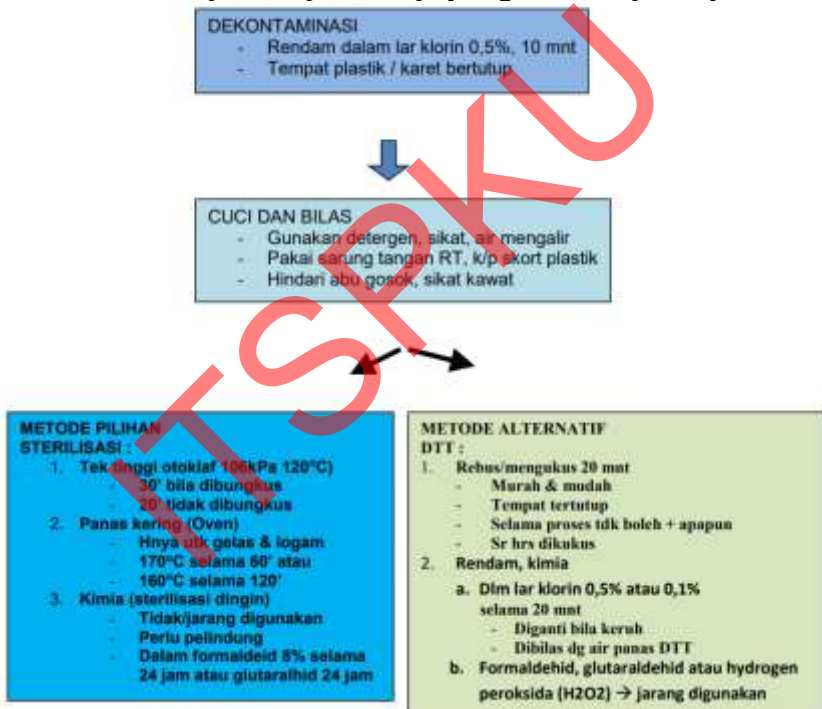 DEKONTAMINASI
- Rendam dalam lar klorin 0,5%, 10 mnt
- Tempat plastik / karet bertutup
CUCI DAN BILAS
- Gunakan detergen, sikat, air mengalir
- Pakai sarung tangan RT, k/p skort plastik
- Hindari abu gosok, sikat kawat
METODE PILIHAN
STERILISASI :
1. Tek tinggi otoklaf 106kPa 120°C)
- 30' bila dibungkus
- 20' tidak dibungkus
2. Panas kering (Oven)
- Hnya utk gelas & logam
- 170°C selama 60' atau
- 160°C selama 120'
3. Kimia (sterilisasi dingin)
- Tidak/jarang digunakan
- Perlu pelindung
- Dalam formaldeid 8% selama
24 jam atau glutaralhid 24 jam
METODE ALTERNATIF
DTT :
1. Rebus/mengukus 20 mnt
- Murah & mudah
- Tempat tertutup
- Selama proses tdk boleh + apapun
- Sr hrs dikukus
2. Rendam, kimia
a. Dlm lar klorin 0,5% atau 0,1%
selama 20 mnt
- Diganti bila keruh
- Dibilas dg air panas DTT
b. Formaldehid, glutaraldehid atau hydrogen
peroksida (H2O2) → jarang digunakan
ITSPKU